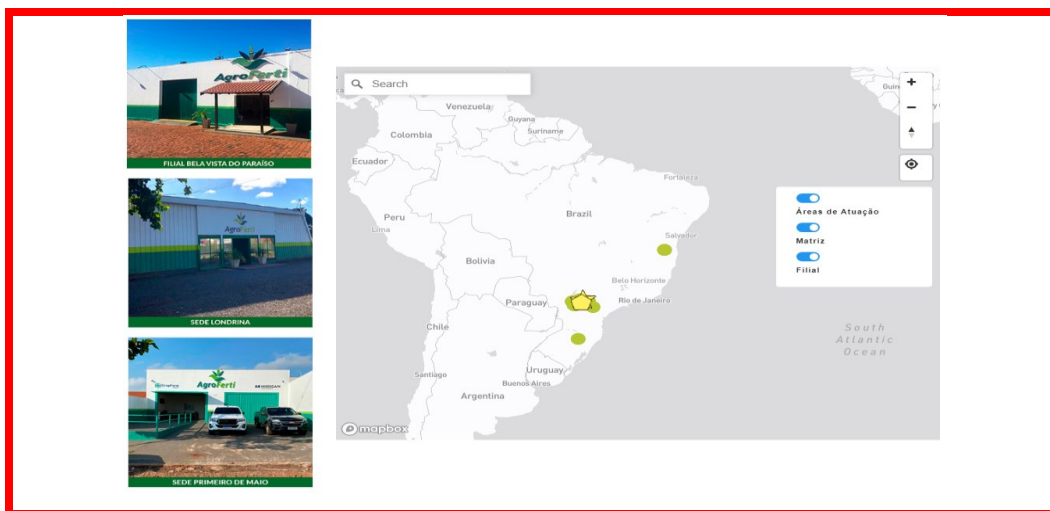 AgroFerti
FILIAL BELA VISTA DO PARAÍSO
AgroFerti
SEDE LONDRINA
AgroFerti
SEDE PRIMEIRO DE MAIO
Search
Venezuela
Guyana
Suriname
Colombia
Ecuador
Fortaleza
Peru
Lima
Brazil
Salvador
Bolivia
Belo Horizonte
Paraguay
Rio de Janeiro
Chile
Santiago
Uruguay
Buenos Aires
Argentina
South
Atlantic
Ocean
mapbox
+
−
Áreas de Atuação
Matriz
Filial